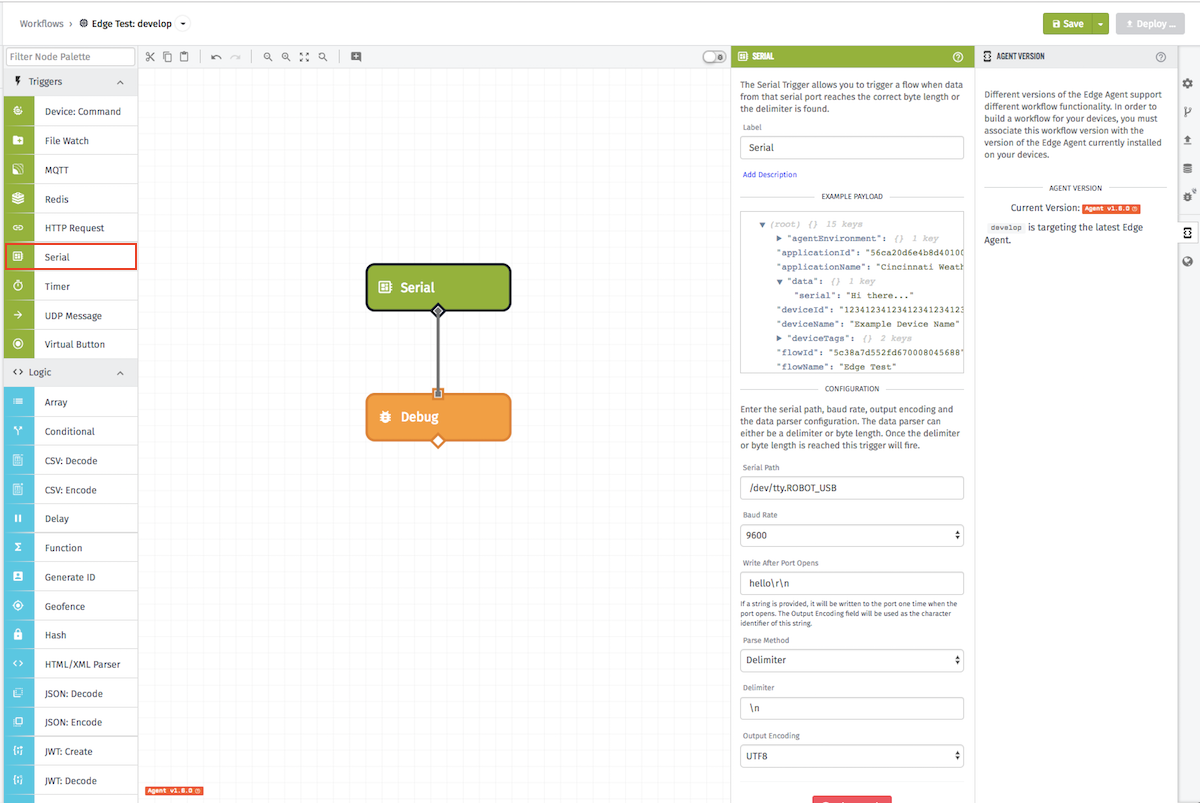 Workflows › Edge Test: develop
Save
Deploy ...
Filter Node Palette
Triggers
Device: Command
File Watch
MQTT
Redis
HTTP Request
Serial
Timer
UDP Message
Virtual Button
Logic
Array
Conditional
CSV: Decode
CSV: Encode
Delay
Function
Generate ID
Geofence
Hash
HTML/XML Parser
JSON: Decode
JSON: Encode
JWT: Create
JWT: Decode
Serial
Debug
Agent v1.8.0
SERIAL
The Serial Trigger allows you to trigger a flow when data
from that serial port reaches the correct byte length or
the delimiter is found.
Label
Serial
Add Description
EXAMPLE PAYLOAD
(root) {} 15 keys
"agentEnvironment": {} 1 key
"applicationId": "56ca20d6e4b8d40100
"applicationName": "Cincinnati Weath
"data": {} 1 key
"serial": "Hi there..."
"deviceId": "12341234123412341234123
"deviceName": "Example Device Name"
"deviceTags": {} 2 keys
"flowId": "5c38a7d552fd670008045688"
"flowName": "Edge Test"
CONFIGURATION
Enter the serial path, baud rate, output encoding and
the data parser configuration. The data parser can
either be a delimiter or byte length. Once the delimiter
or byte length is reached this trigger will fire.
Serial Path
/dev/tty.ROBOT_USB
Baud Rate
9600
Write After Port Opens
hello\r\n
If a string is provided, it will be written to the port one time when the
port opens. The Output Encoding field will be used as the character
identifier of this string.
Parse Method
Delimiter
Delimiter
\n
Output Encoding
UTF8
AGENT VERSION
Different versions of the Edge Agent support
different workflow functionality. In order to
build a workflow for your devices, you must
associate this workflow version with the
version of the Edge Agent currently installed
on your devices.
AGENT VERSION
Current Version: Agent v1.8.0
develop is targeting the latest Edge
Agent.